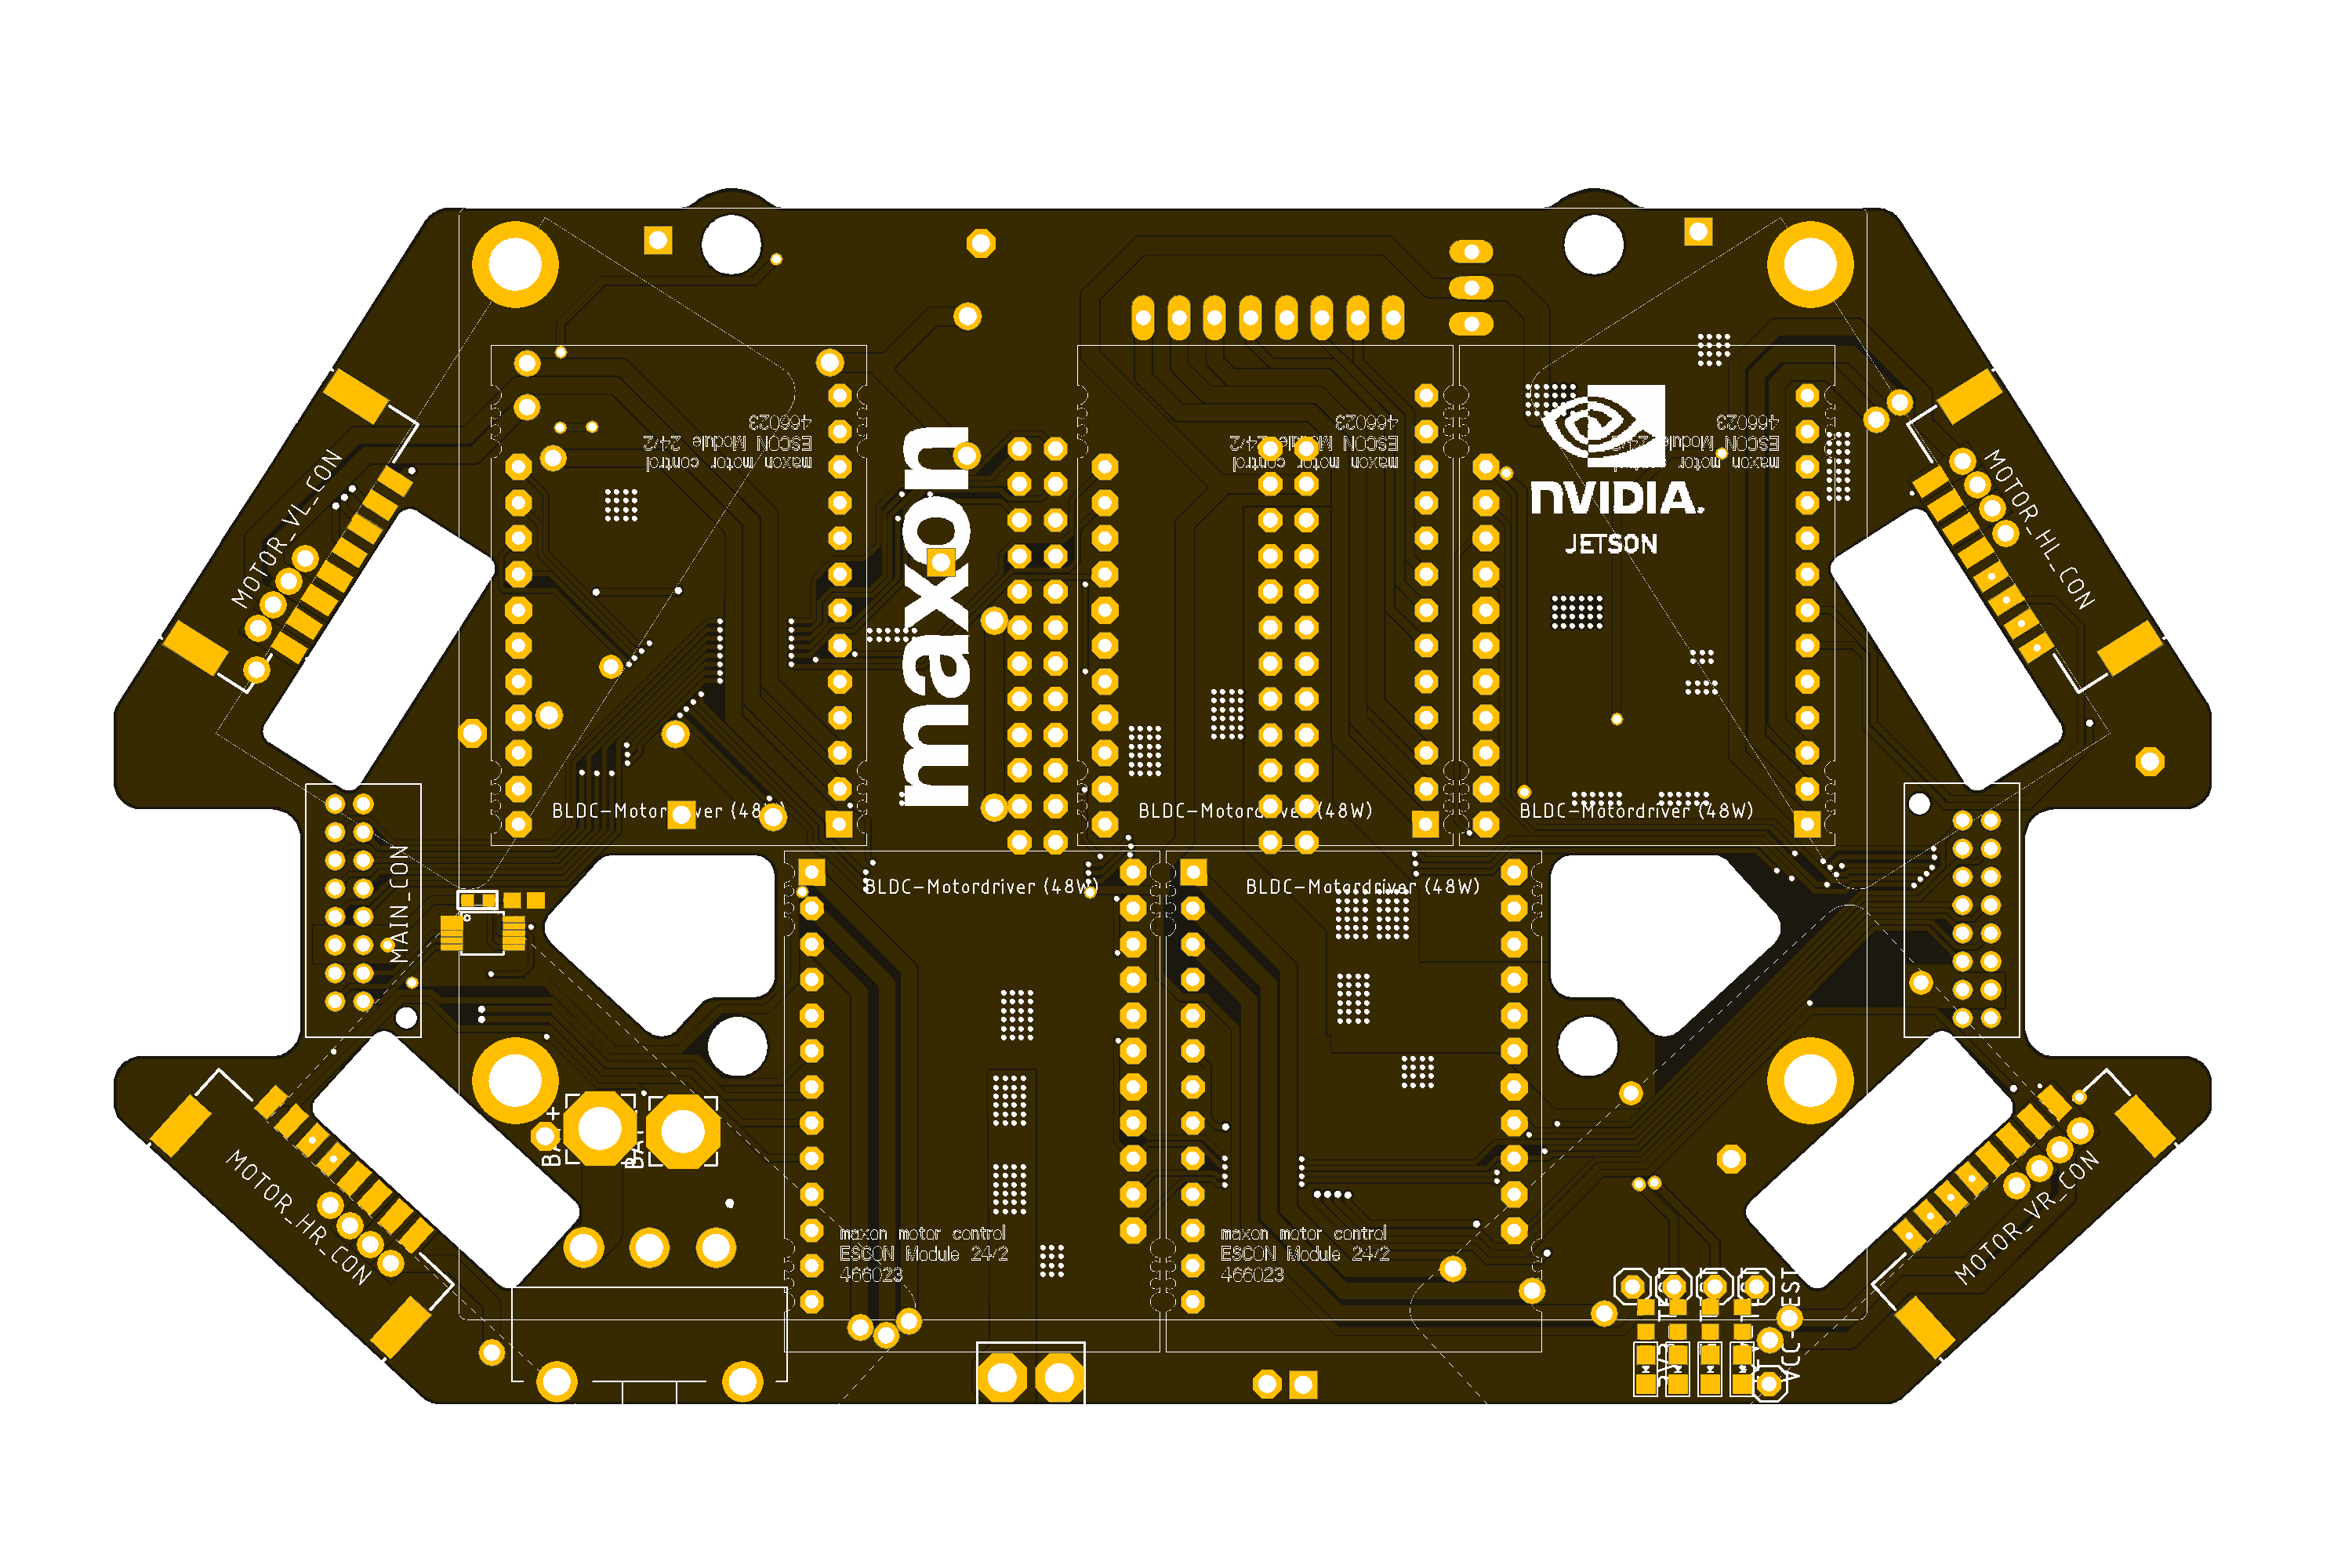 466023
ESCON Module 24/2
maxon motor control
466023
ESCON Module 24/2
maxon motor control
466023
ESCON Module 24/2
maxon motor control
maxon
nVIDIA.
JETSON
MOTOR_VL_CON
MOTOR_HL_CON
BLDC-Motordriver (48W)
BLDC-Motordriver (48W)
BLDC-Motordriver (48W)
MAIN_CON
BLDC-Motordriver (48W)
BLDC-Motordriver (48W)
MOTOR_HR_CON
MOTOR_VR_CON
maxon motor control
ESCON Module 24/2
466023
maxon motor control
ESCON Module 24/2
466023